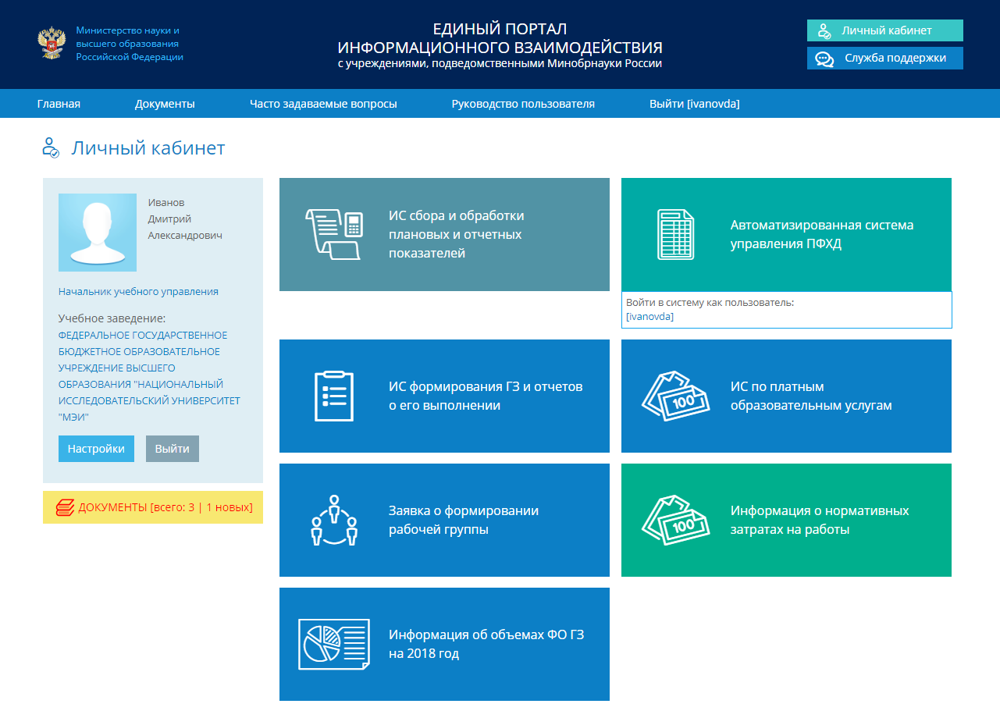 Министерство науки и
высшего образования
Российской Федерации
ЕДИНЫЙ ПОРТАЛ
ИНФОРМАЦИОННОГО ВЗАИМОДЕЙСТВИЯ
с учреждениями, подведомственными Минобрнауки России
Личный кабинет
Служба поддержки
Главная
Документы
Часто задаваемые вопросы
Руководство пользователя
Выйти [ivanovda]
Личный кабинет
Иванов
Дмитрий
Александрович
Начальник учебного управления
Учебное заведение:
ФЕДЕРАЛЬНОЕ ГОСУДАРСТВЕННОЕ
БЮДЖЕТНОЕ ОБРАЗОВАТЕЛЬНОЕ
УЧРЕЖДЕНИЕ ВЫСШЕГО
ОБРАЗОВАНИЯ "НАЦИОНАЛЬНЫЙ
ИССЛЕДОВАТЕЛЬСКИЙ УНИВЕРСИТЕТ
"МЭИ"
Настройки
Выйти
ДОКУМЕНТЫ [всего: 3 | 1 новых]
ИС сбора и обработки
плановых и отчетных
показателей
Автоматизированная система
управления ПФХД
Войти в систему как пользователь:
[ivanovda]
ИС формирования ГЗ и отчетов
о его выполнении
100
ИС по платным
образовательным услугам
Заявка о формировании
рабочей группы
100
Информация о нормативных
затратах на работы
Информация об объемах ФО ГЗ
на 2018 год